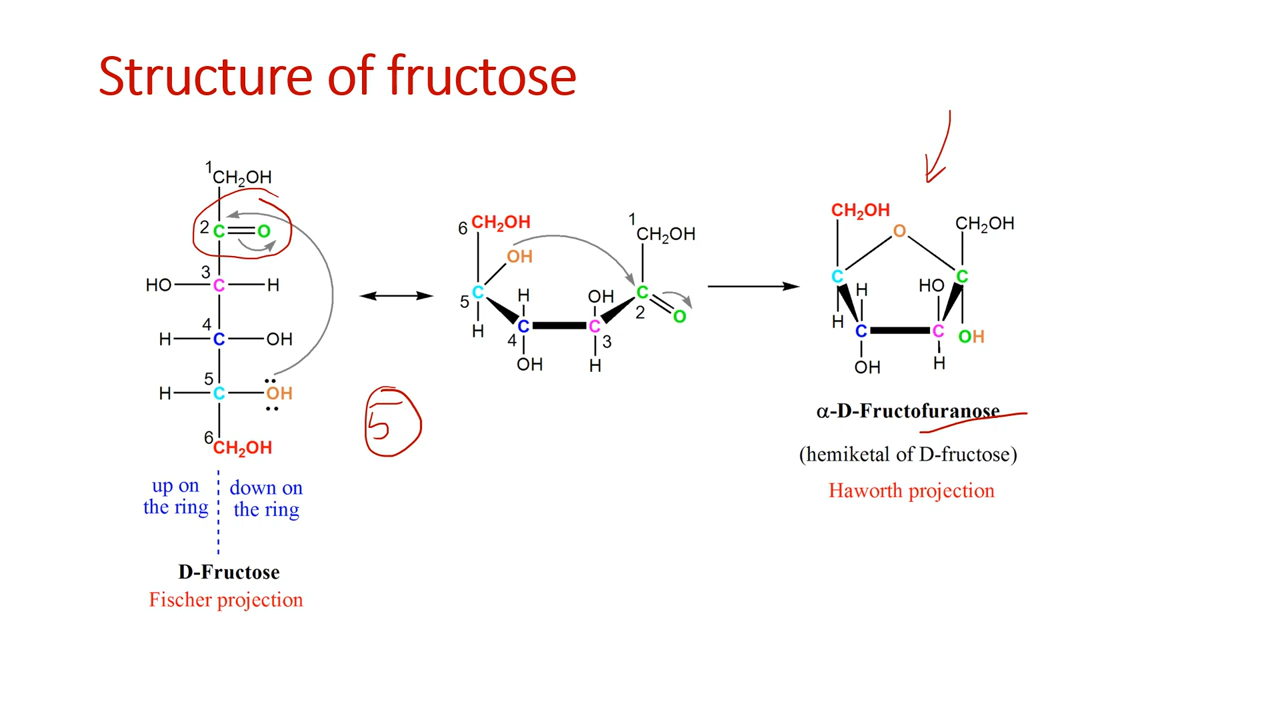 Structure of fructose
1
CH2OH
2 C O
3
HO C H
4
H C OH
5
H C OH
6
CH2OH
up on
the ring
down on
the ring
D-Fructose
Fischer projection
5
6 CH2OH
OH
5 C
H
H
4 C
OH
OH
C 3
H
1
CH2OH
C
2
O
CH2OH
O
CH2OH
C
H
H
C
OH
HO
C
H
C
OH
α-D-Fructofuranose
(hemiketal of D-fructose)
Haworth projection